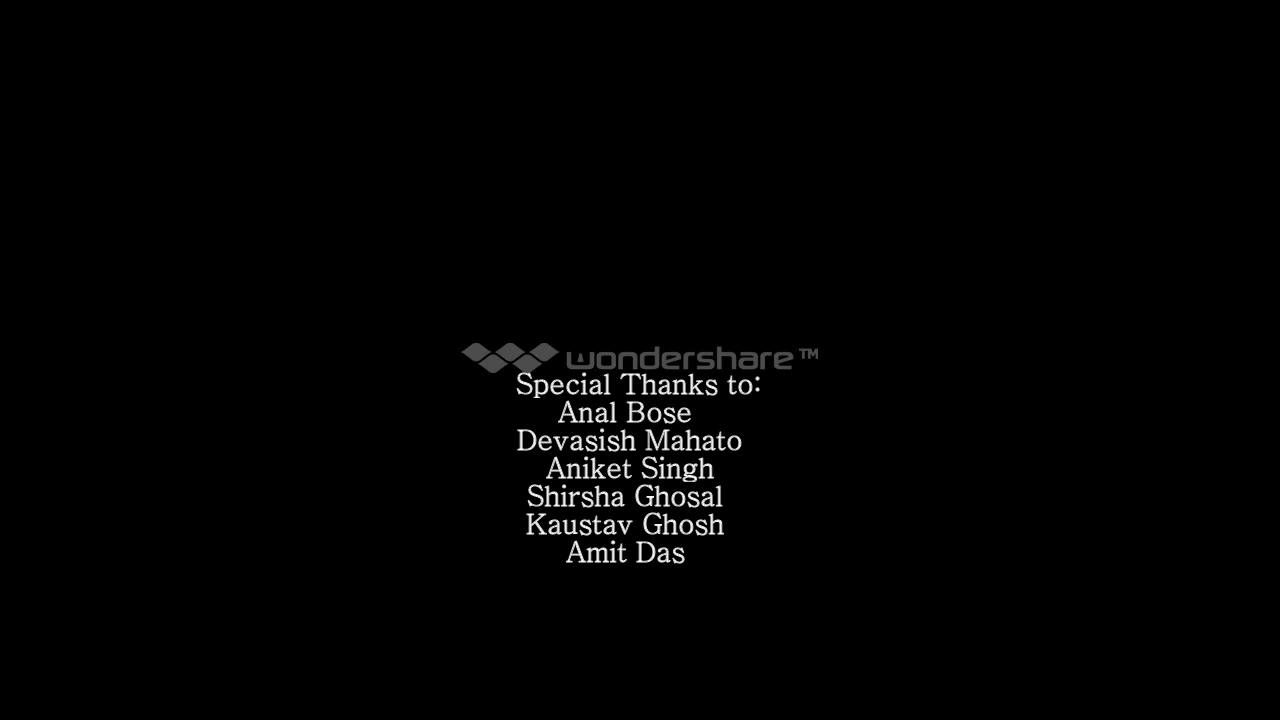 wondershare™
Special Thanks to:
Anal Bose
Devasish Mahato
Aniket Singh
Shirsha Ghosal
Kaustav Ghosh
Amit Das